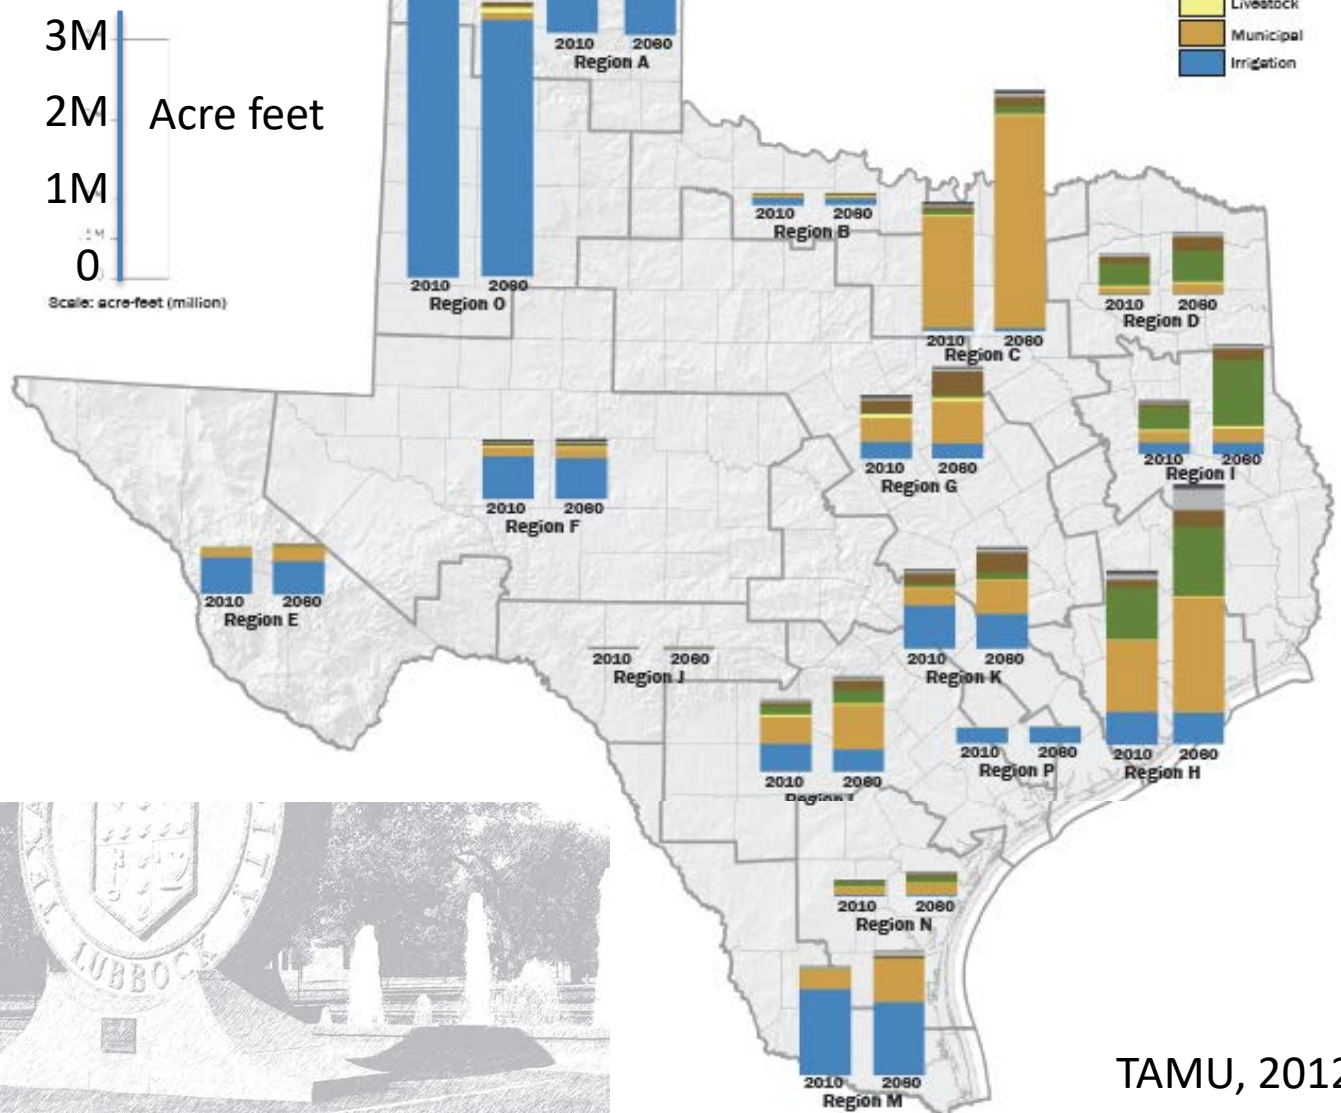 3M
2M Acre feet
1M
0
Scale: acre-feet (million)
Livestock
Municipal
Irrigation
2010 2060
Region A
2010 2060
Region O
2010 2060
Region B
2010 2060
Region C
2010 2060
Region D
2010 2060
Region G
2010 2060
Region I
2010 2060
Region F
2010 2060
Region E
2010 2060
Region J
2010 2060
Region K
2010 2060
Region P
2010 2060
Region H
2010 2060
2010 2060
Region N
2010 2060
Region M
LUBBOCK
TAMU, 2012